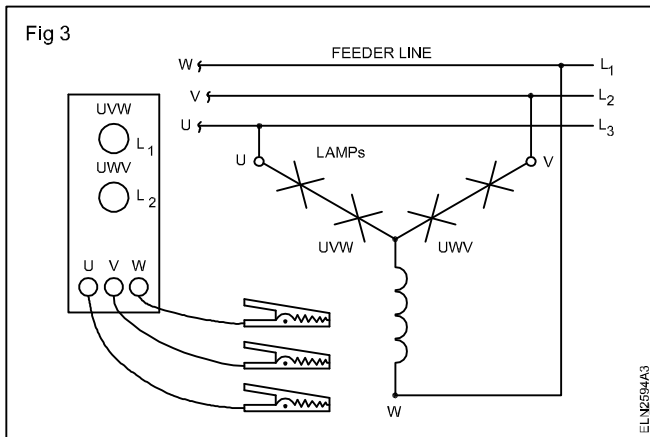 Fig 3
W FEEDER LINE L1
V L2
U L3
UVW
L1
UWV
L2
U V W
U LAMPs V
UVW UWV
W
ELN2594A3